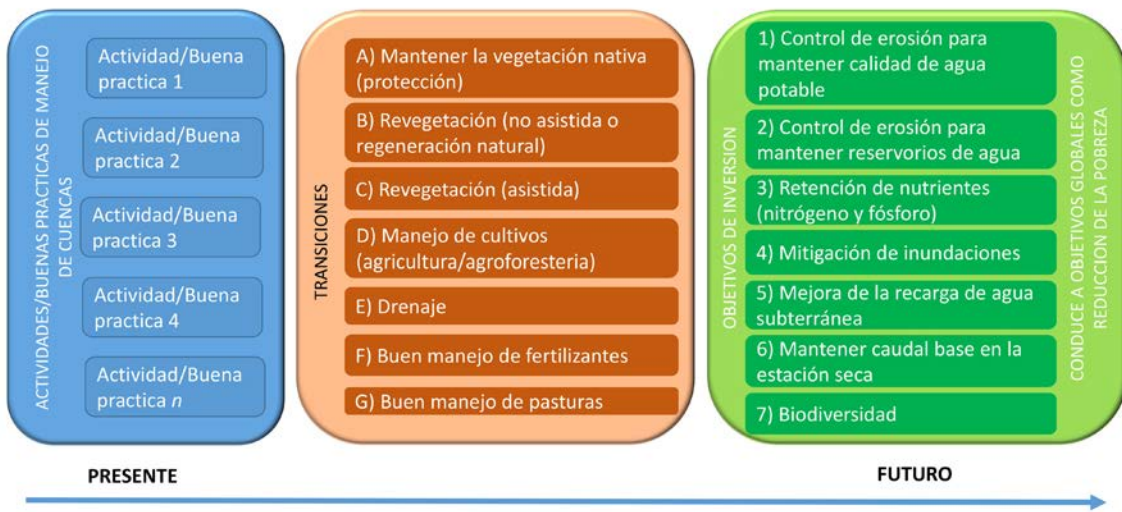 ACTIVIDADES/BUENAS PRACTICAS DE MANEJO
DE CUENCAS
Actividad/Buena
practica 1
Actividad/Buena
practica 2
Actividad/Buena
practica 3
Actividad/Buena
practica 4
Actividad/Buena
practica n
TRANSICIONES
A) Mantener la vegetación nativa
(protección)
B) Revegetación (no asistida o
regeneración natural)
C) Revegetación (asistida)
D) Manejo de cultivos
(agricultura/agroforesteria)
E) Drenaje
F) Buen manejo de fertilizantes
G) Buen manejo de pasturas
OBJETIVOS DE INVERSION
1) Control de erosión para
mantener calidad de agua
potable
2) Control de erosión para
mantener reservorios de agua
3) Retención de nutrientes
(nitrógeno y fósforo)
4) Mitigación de inundaciones
5) Mejora de la recarga de agua
subterránea
6) Mantener caudal base en la
estación seca
7) Biodiversidad
CONDUCE A OBJETIVOS GLOBALES COMO
REDUCCION DE LA POBREZA
PRESENTE
FUTURO